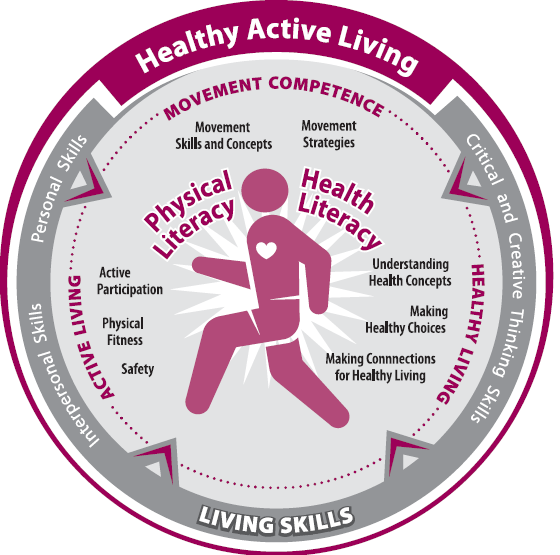 Healthy Active Living
MOVEMENT COMPETENCE
Movement
Skills and Concepts
Movement
Strategies
Personal Skills
Critical and Creative Thinking Skills
Physical
Literacy
Health
Literacy
Active
Participation
Physical
Fitness
Safety
ACTIVE LIVING
Understanding
Health Concepts
Making
Healthy Choices
Making Connnections
for Healthy Living
HEALTHY LIVING
Interpersonal Skills
LIVING SKILLS